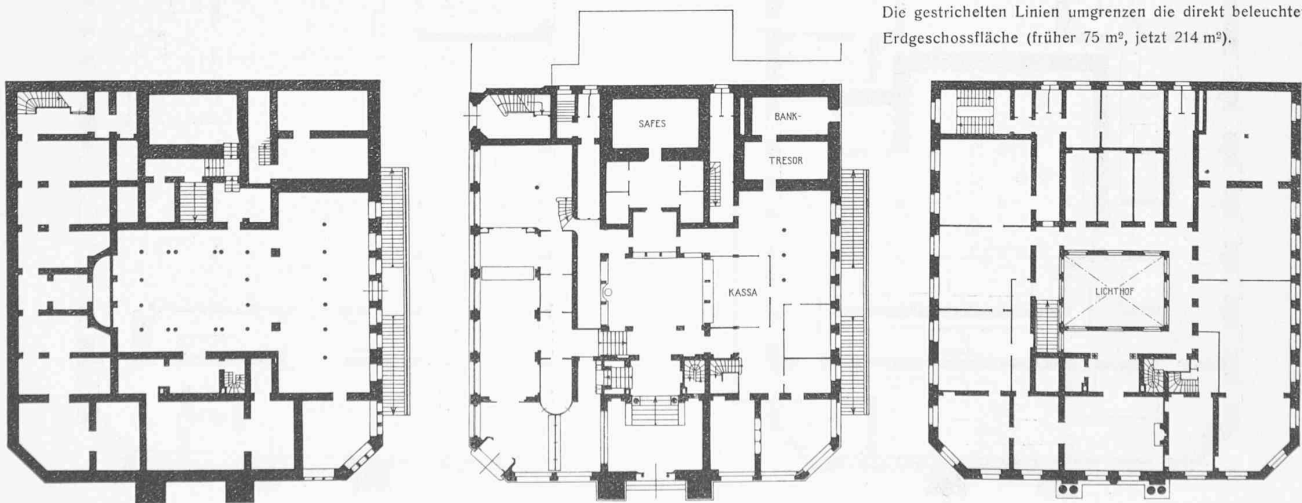 Die gestrichelten Linien umgrenzen die direkt beleuchte
Erdgeschossfläche (früher 75 m², jetzt 214 m²).
SAFES
BANK-
TRESOR
KASSA
LICHTHOF